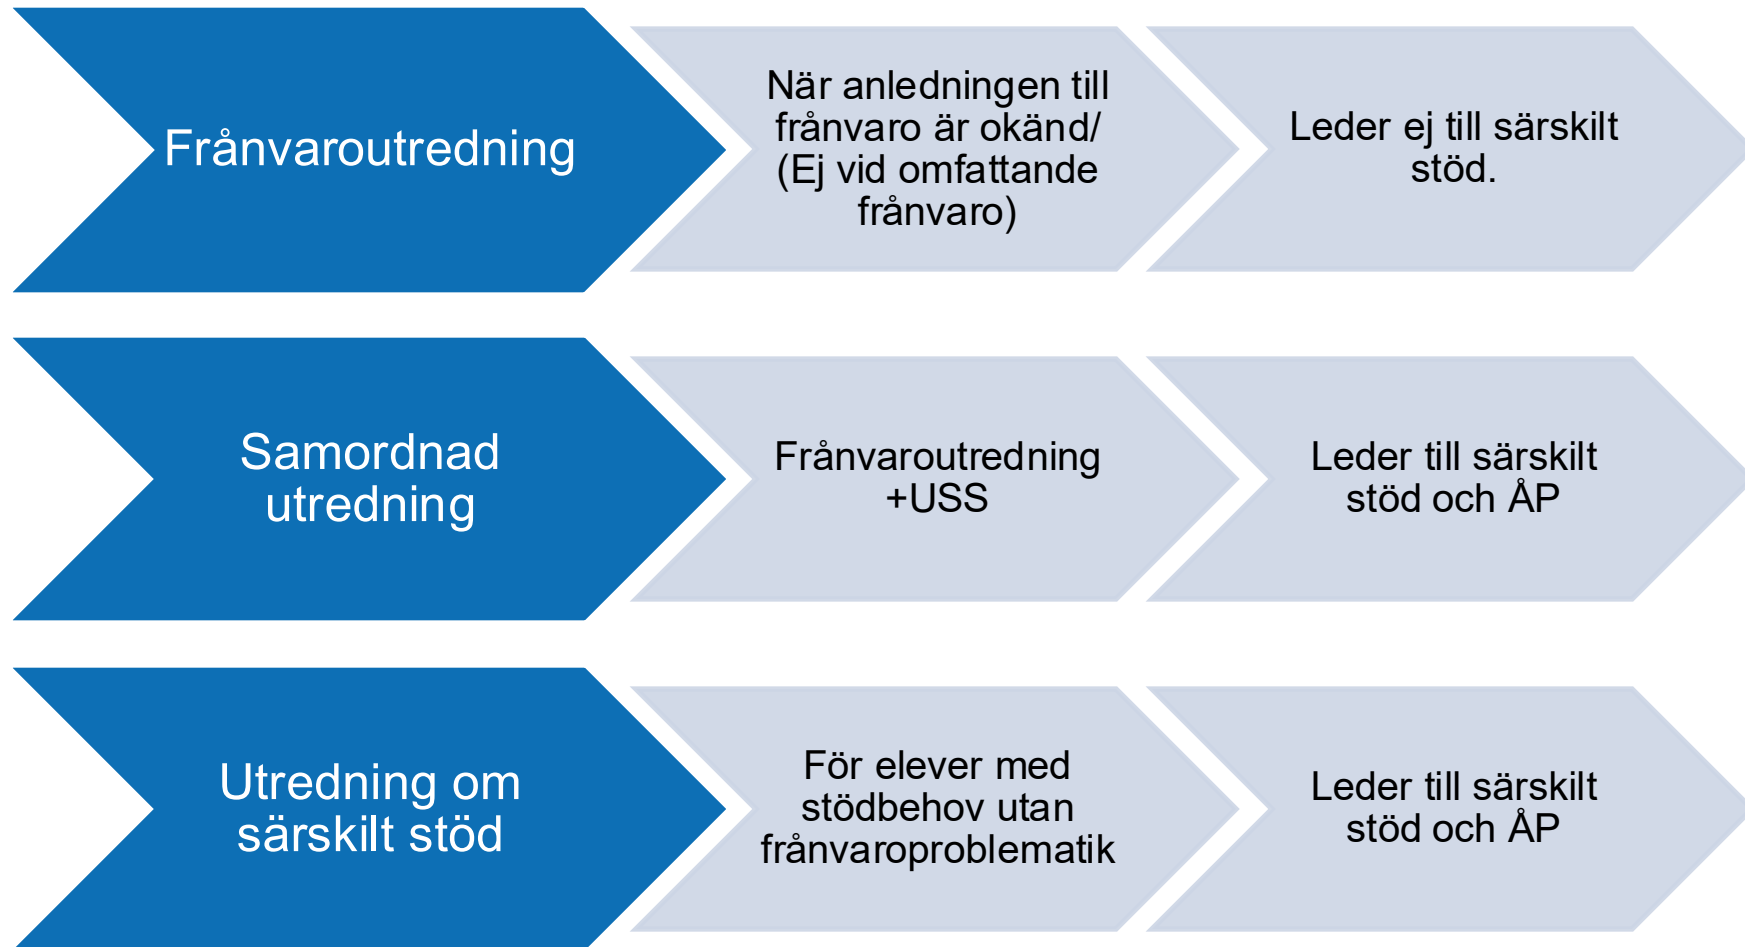 Frånvaroutredning
När anledningen till
frånvaro är okänd/
(Ej vid omfattande
frånvaro)
Leder ej till särskilt
stöd.
Samordnad
utredning
Frånvaroutredning
+USS
Leder till särskilt
stöd och ÅP
Utredning om
särskilt stöd
För elever med
stödbehov utan
frånvaroproblematik
Leder till särskilt
stöd och ÅP